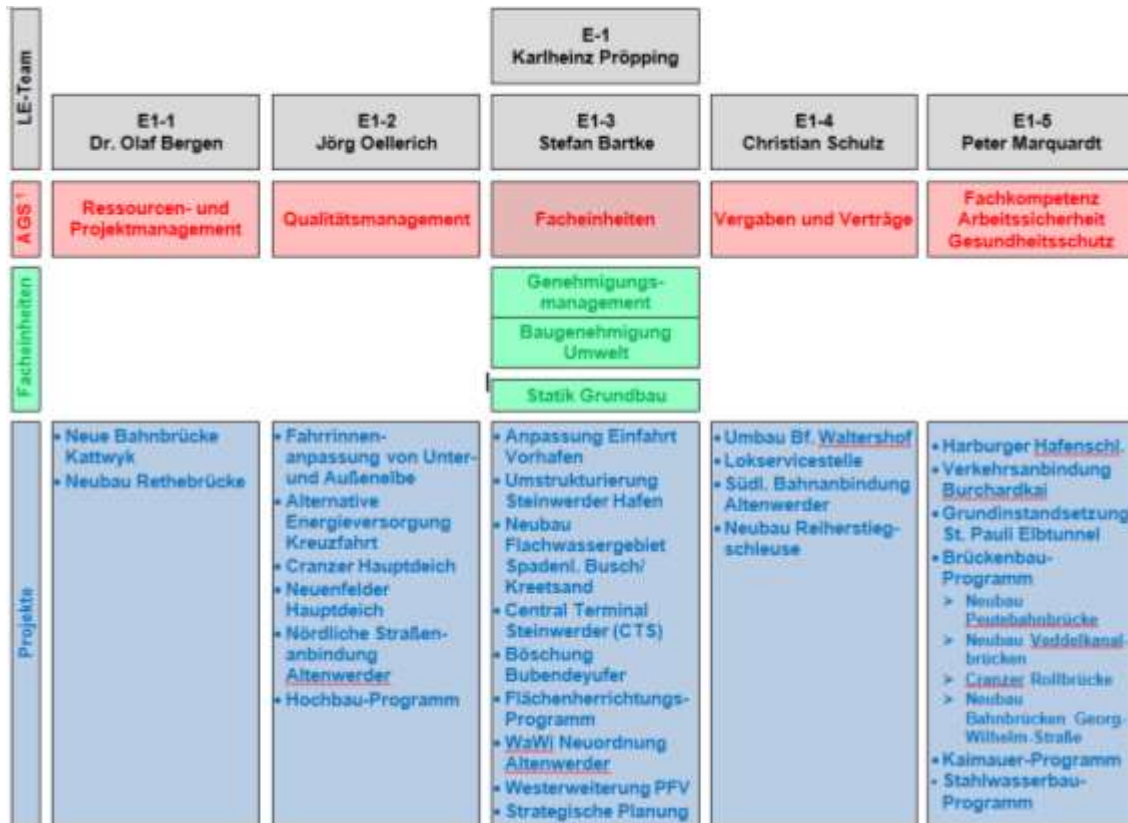 LE-Team
E-1
Karlheinz Pröpping
E1-1
Dr. Olaf Bergen
E1-2
Jörg Oellerich
E1-3
Stefan Bartke
E1-4
Christian Schulz
E1-5
Peter Marquardt
AGS ¹
Ressourcen- und
Projektmanagement
Qualitätsmanagement
Facheinheiten
Vergaben und Verträge
Fachkompetenz
Arbeitssicherheit
Gesundheitsschutz
Facheinheiten
Genehmigungs-
management
Baugenehmigung
Umwelt
Statik Grundbau
Projekte
• Neue Bahnbrücke
Kattwyk
• Neubau Rethebrücke
• Fahrrinnen-
anpassung von Unter-
und Außenelbe
• Alternative
Energieversorgung
Kreuzfahrt
• Cranzer Hauptdeich
• Neuenfelder
Hauptdeich
• Nördliche Straßen-
anbindung
Altenwerder
• Hochbau-Programm
• Anpassung Einfahrt
Vorhafen
• Umstrukturierung
Steinwerder Hafen
• Neubau
Flachwassergebiet
Spadenl. Busch/
Kreetsand
• Central Terminal
Steinwerder (CTS)
• Böschung
Bubendeyufer
• Flächenherrichtungs-
Programm
• WaWi Neuordnung
Altenwerder
• Westerweiterung PFV
• Strategische Planung
• Umbau Bf. Waltershof
• Lokservicestelle
• Südl. Bahnanbindung
Altenwerder
• Neubau Reiherstieg-
schleuse
• Harburger Hafenschl.
• Verkehrsanbindung
Burchardkai
• Grundinstandsetzung
St. Pauli Elbtunnel
• Brückenbau-
Programm
➢ Neubau
Peutebahnbrücke
➢ Neubau Veddelkanal-
brücken
➢ Cranzer Rollbrücke
➢ Neubau
Bahnbrücken Georg-
Wilhelm-Straße
• Kaimauer-Programm
• Stahlwasserbau-
Programm